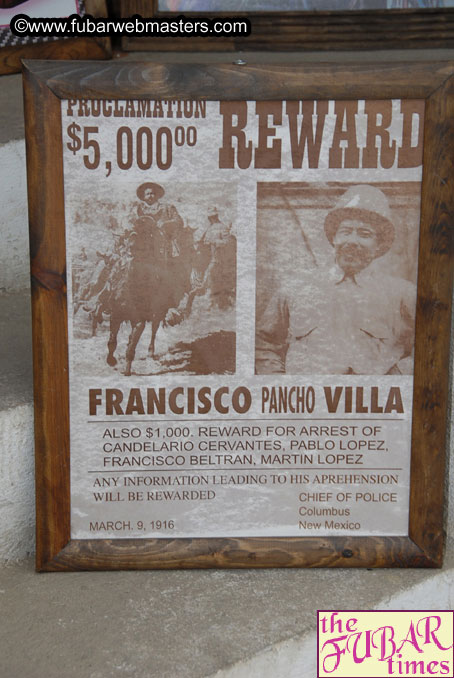 ©www.fubarwebmasters.com
PROCLAMATION
$5,000⁰⁰
REWARD
FRANCISCO PANCHO VILLA
ALSO $1,000. REWARD FOR ARREST OF
CANDELARIO CERVANTES, PABLO LOPEZ,
FRANCISCO BELTRAN, MARTIN LOPEZ
ANY INFORMATION LEADING TO HIS APREHENSION
WILL BE REWARDED
CHIEF OF POLICE
Columbus
New Mexico
MARCH. 9, 1916
the
FUBAR
times